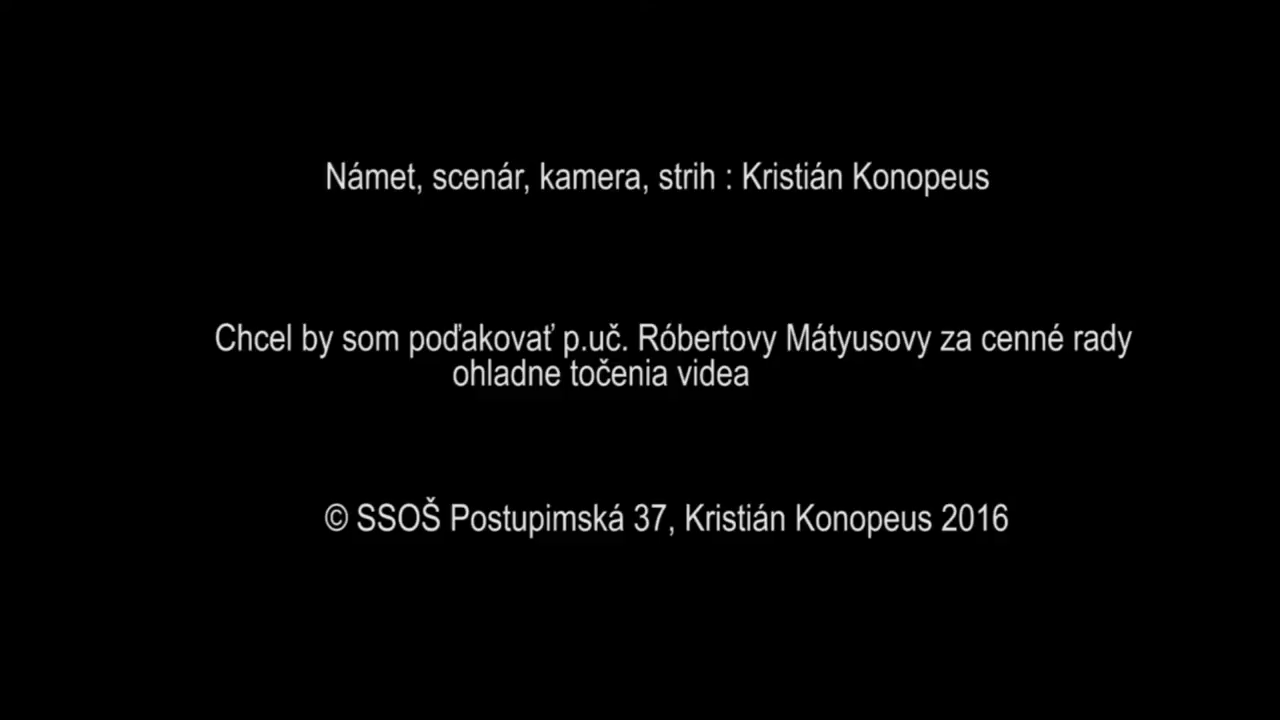 Námet, scenár, kamera, strih : Kristián Konopeus
Chcel by som poďakovať p.uč. Róbertovy Mátyusovy za cenné rady
ohladne točenia videa
© SSOŠ Postupimská 37, Kristián Konopeus 2016